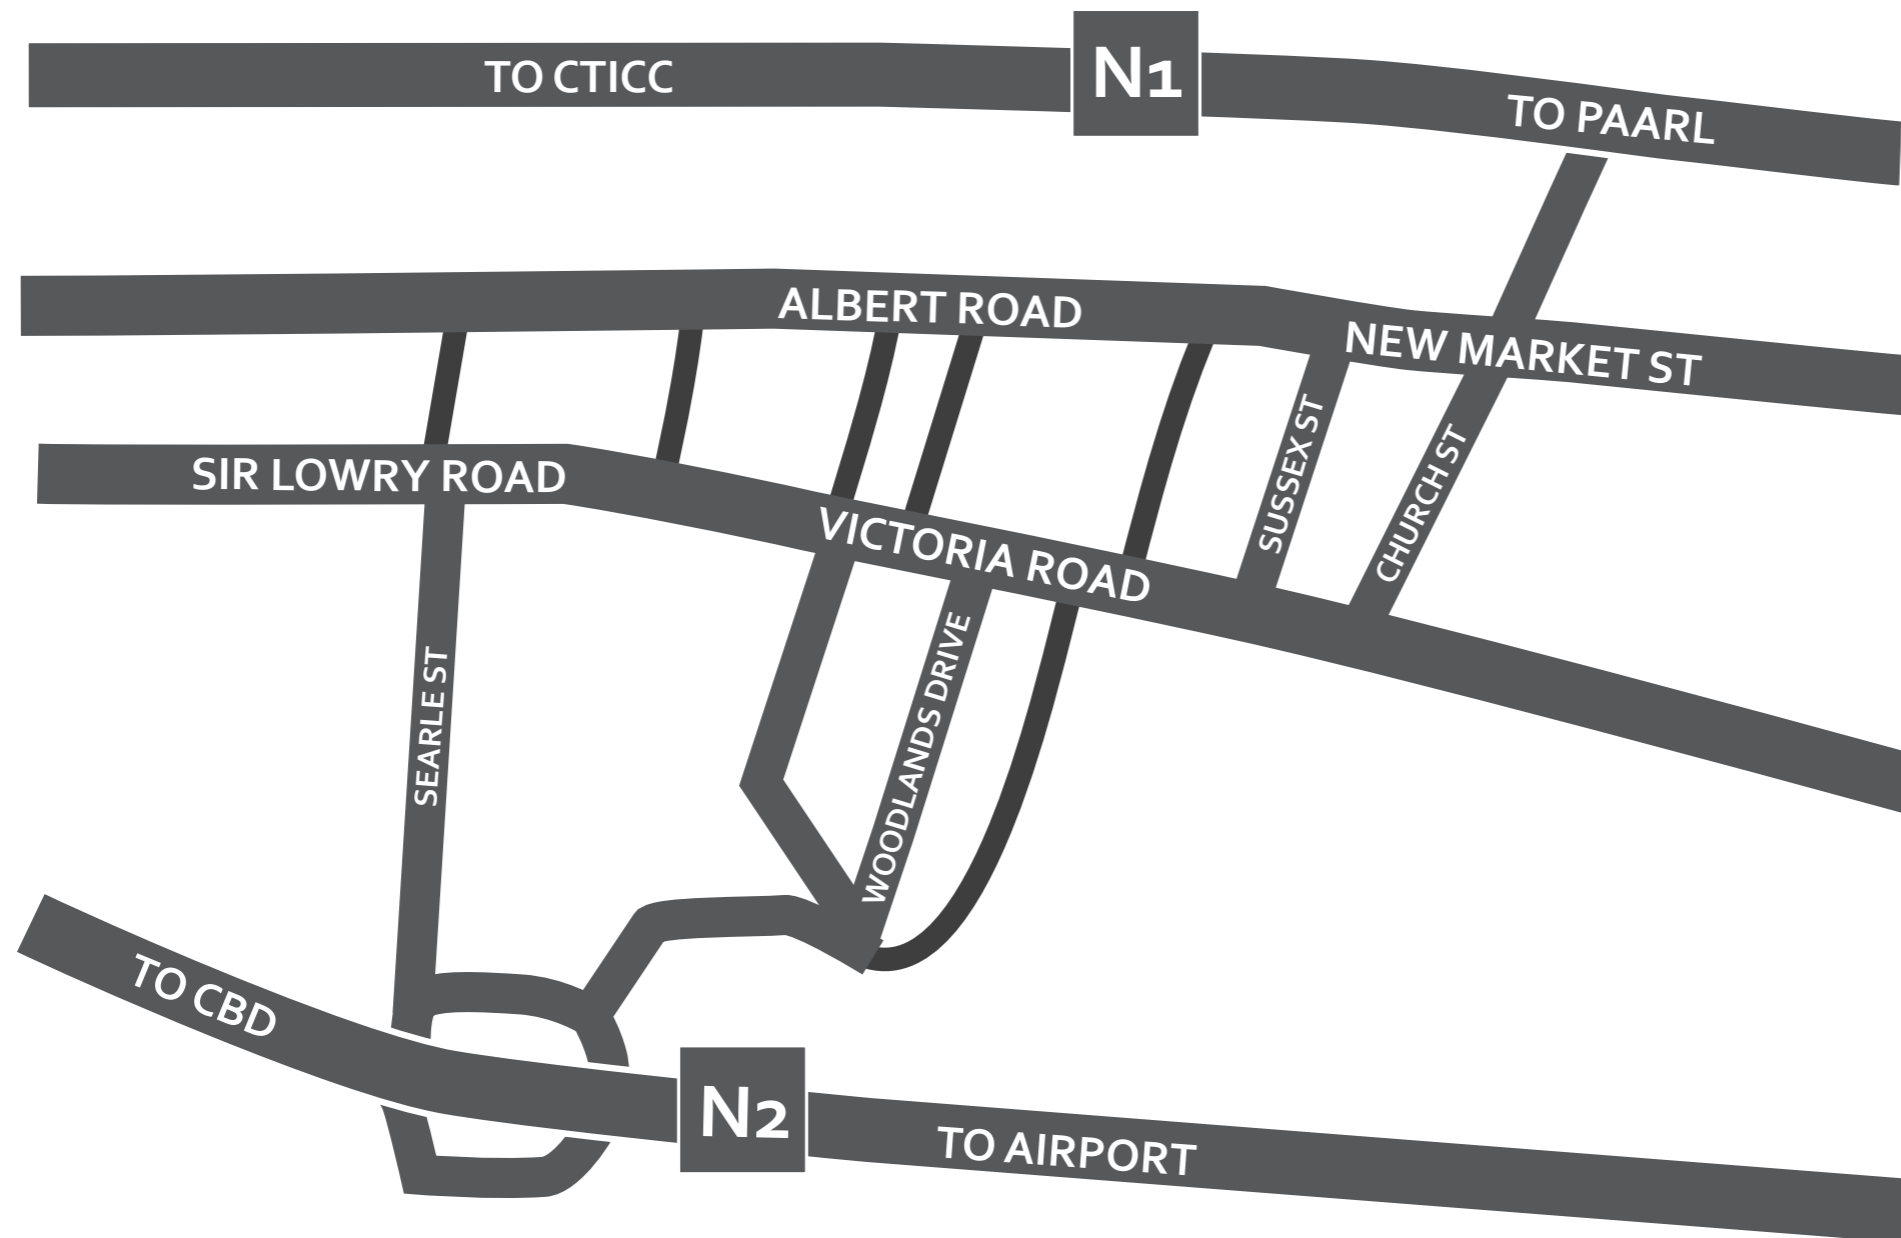 TO CTICC
N1
TO PAARL
ALBERT ROAD
NEW MARKET ST
SIR LOWRY ROAD
VICTORIA ROAD
SUSSEX ST
CHURCH ST
SEARLE ST
WOODLANDS DRIVE
TO CBD
N2
TO AIRPORT